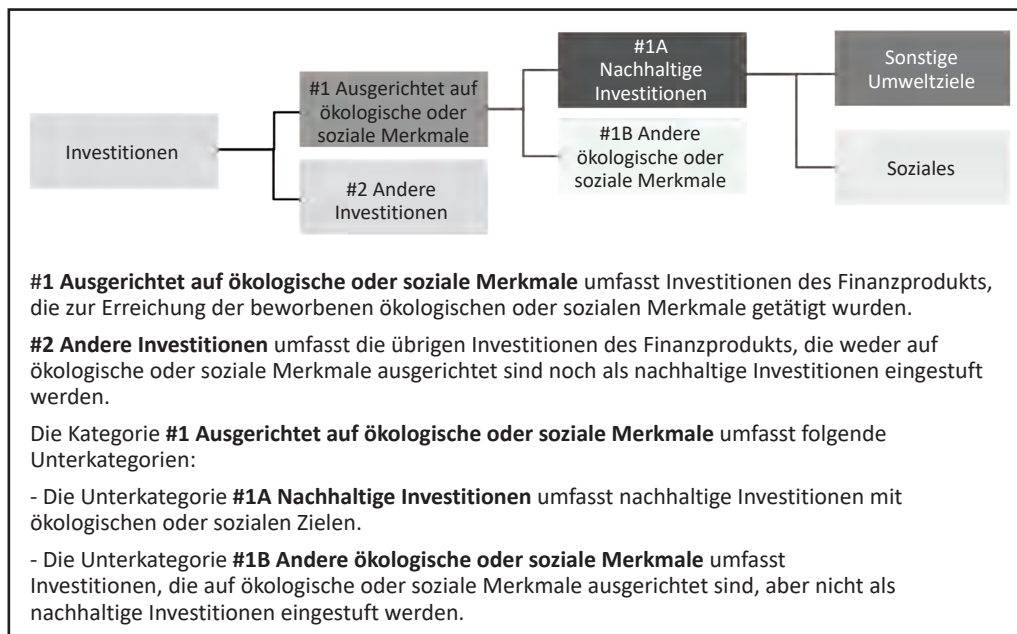 Investitionen
#1 Ausgerichtet auf
ökologische oder
soziale Merkmale
#2 Andere
Investitionen
#1A
Nachhaltige
Investitionen
#1B Andere
ökologische oder
soziale Merkmale
Sonstige
Umweltziele
Soziales
#1 Ausgerichtet auf ökologische oder soziale Merkmale umfasst Investitionen des Finanzprodukts,
die zur Erreichung der beworbenen ökologischen oder sozialen Merkmale getätigt wurden.
#2 Andere Investitionen umfasst die übrigen Investitionen des Finanzprodukts, die weder auf
ökologische oder soziale Merkmale ausgerichtet sind noch als nachhaltige Investitionen eingestuft
werden.
Die Kategorie #1 Ausgerichtet auf ökologische oder soziale Merkmale umfasst folgende
Unterkategorien:
- Die Unterkategorie #1A Nachhaltige Investitionen umfasst nachhaltige Investitionen mit
ökologischen oder sozialen Zielen.
- Die Unterkategorie #1B Andere ökologische oder soziale Merkmale umfasst
Investitionen, die auf ökologische oder soziale Merkmale ausgerichtet sind, aber nicht als
nachhaltige Investitionen eingestuft werden.